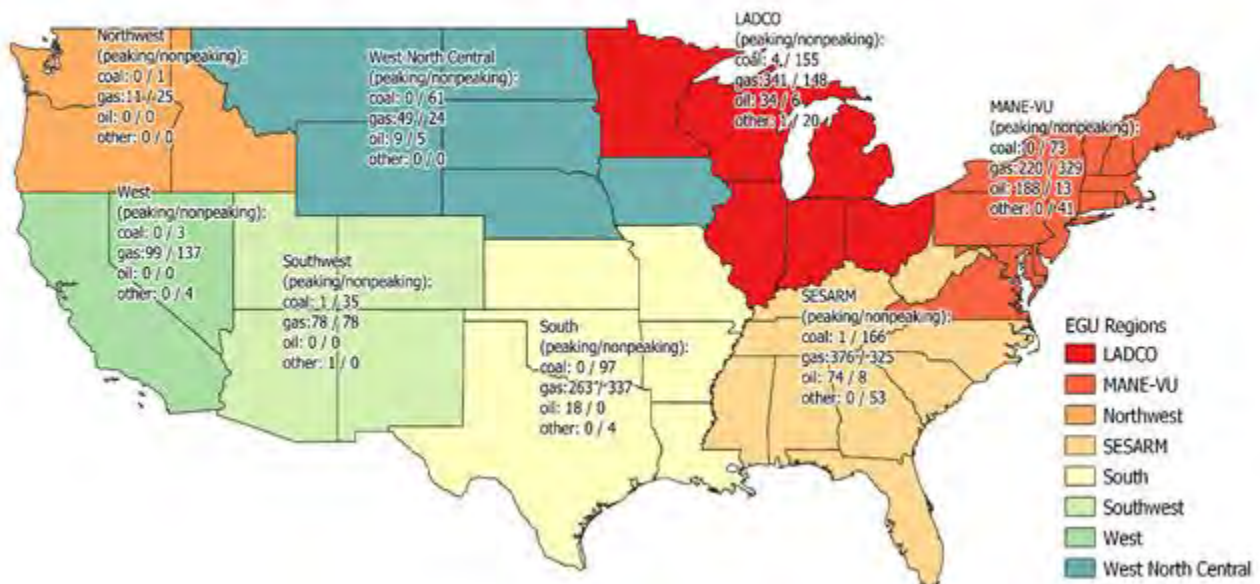 Northwest
(peaking/nonpeaking):
coal: 0 / 1
gas:11 / 25
oil: 0 / 0
other: 0 / 0
West North Central
(peaking/nonpeaking):
coal: 0 / 61
gas:49 / 24
oil: 9 / 5
other: 0 / 0
LADCO
(peaking/nonpeaking):
coal: 4 / 155
gas:341 / 148
oil: 34 / 6
other: 1 / 20
MANE-VU
(peaking/nonpeaking):
coal: 0 / 73
gas:220 / 329
oil: 188 / 13
other: 0 / 41
West
(peaking/nonpeaking):
coal: 0 / 3
gas:99 / 137
oil: 0 / 0
other: 0 / 4
Southwest
(peaking/nonpeaking):
coal: 1 / 35
gas:78 / 78
oil: 0 / 0
other: 1 / 0
South
(peaking/nonpeaking):
coal: 0 / 97
gas:263 / 337
oil: 18 / 0
other: 0 / 4
SESARM
(peaking/nonpeaking):
coal: 1 / 166
gas:376 / 325
oil: 74 / 8
other: 0 / 53
EGU Regions
LADCO
MANE-VU
Northwest
SESARM
South
Southwest
West
West North Central